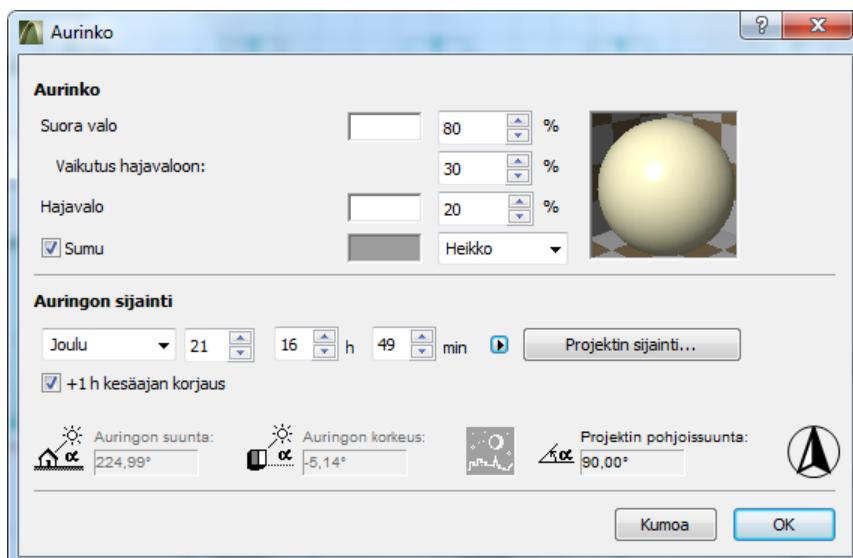 Aurinko
Aurinko
Suora valo 80 %
Vaikutus hajavaloon: 30 %
Hajavalo 20 %
Sumu Heikko
Auringon sijainti
Joulu 21 16 h 49 min Projektin sijainti...
+1 h kesäajan korjaus
Auringon suunta: Auringon korkeus: Projektin pohjoissuunta:
α 224,99° α -5,14° α 90,00°
Kumoa OK